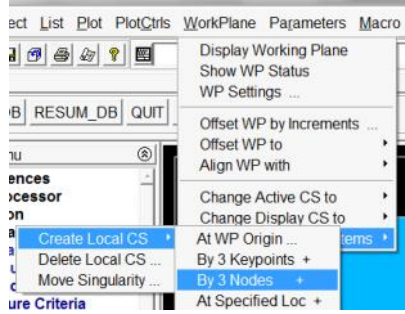 ect List Plot PlotCtrls WorkPlane Parameters Macro
Display Working Plane
Show WP Status
WP Settings ...
B RESUM_DB QUIT
Offset WP by Increments ...
Offset WP to
Align WP with
nu
ences
ocessor
on
Change Active CS to
Change Display CS to
tems
Create Local CS
Delete Local CS ...
Move Singularity ...
ure Criteria
At WP Origin ...
By 3 Keypoints +
By 3 Nodes +
At Specified Loc +